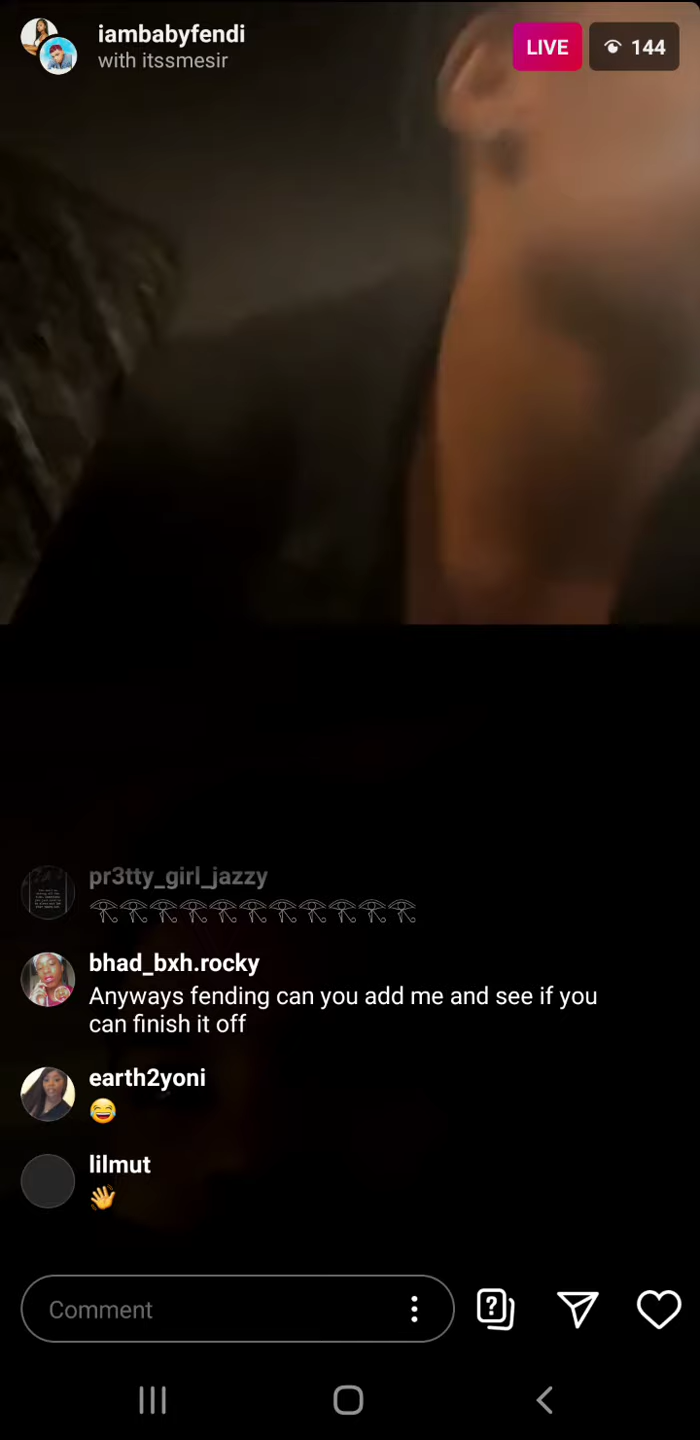 iambabyfendi
with itssmesir
LIVE
144
pr3tty_girl_jazzy
𓂀𓂀𓂀𓂀𓂀𓂀𓂀𓂀𓂀𓂀𓂀
bhad_bxh.rocky
Anyways fending can you add me and see if you
can finish it off
earth2yoni
😂
lilmut
👋
Comment